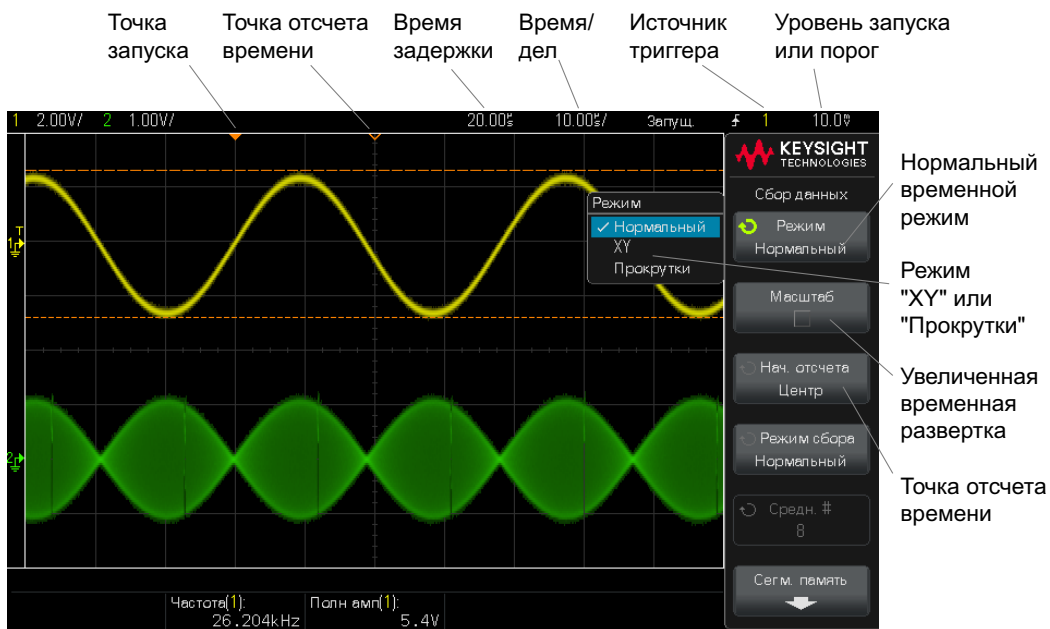 Точка запуска
Точка отсчета времени
Время задержки
Время/ дел
Источник триггера
Уровень запуска или порог
1 2.00V/ 2 1.00V/ 20.00s 10.00s/ Запущ. 1 10.0V
KEYSIGHT
TECHNOLOGIES
Сбор данных
Режим
Нормальный
Масштаб
Нач. отсчета
Центр
Режим сбора
Нормальный
Средн. #
8
Сегм. память
Режим
✓ Нормальный
XY
Прокрутки
T
1
2
Частота(1):
26.204kHz
Полн амп(1):
5.4V
Нормальный
временной
режим
Режим
"XY" или
"Прокрутки"
Увеличенная
временная
развертка
Точка отсчета
времени